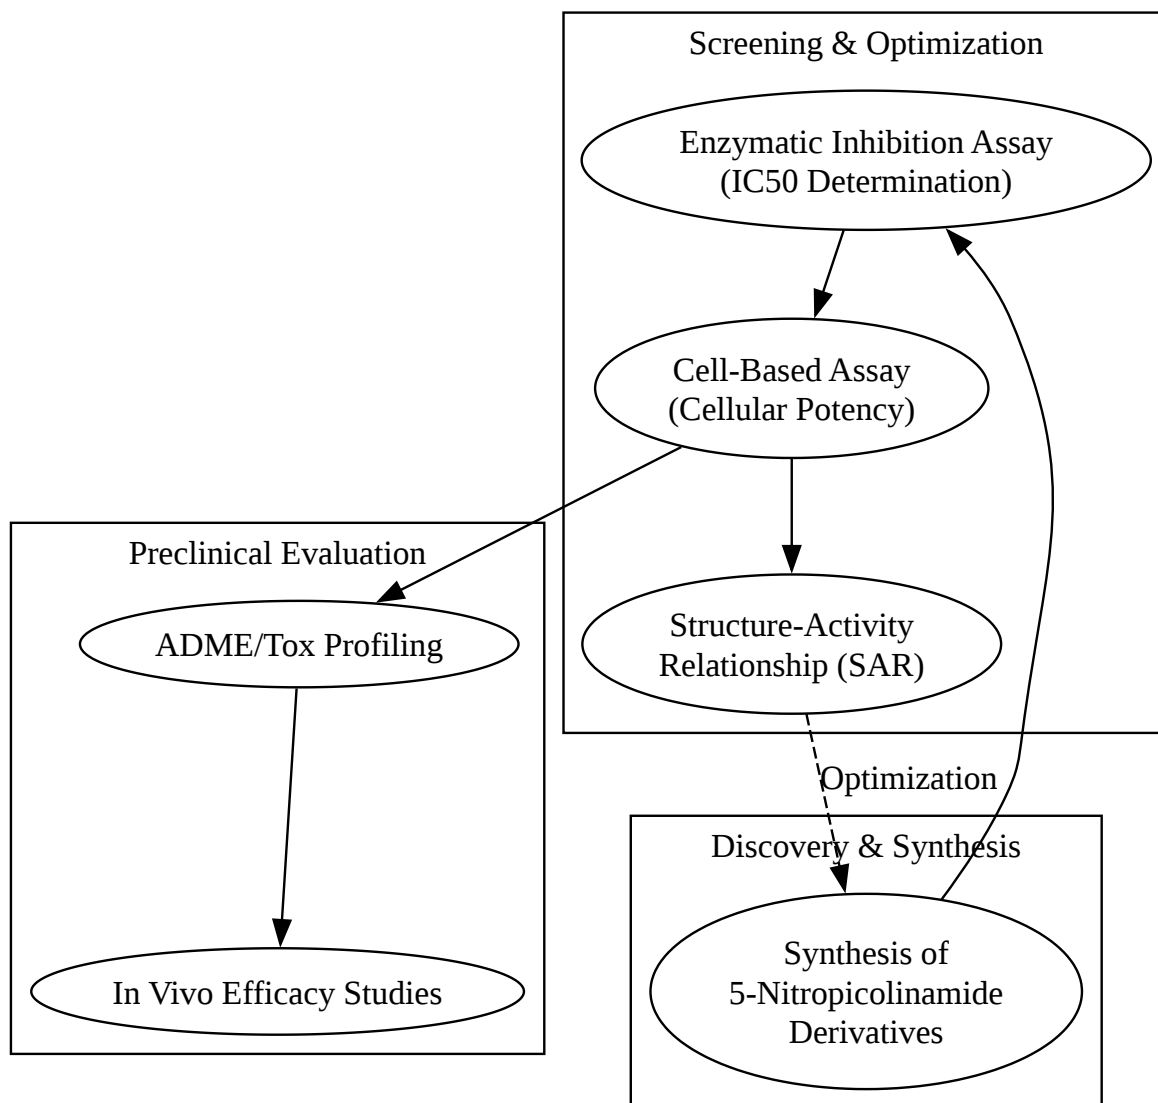 Screening & Optimization
Enzymatic Inhibition Assay
(IC50 Determination)
Cell-Based Assay
(Cellular Potency)
Preclinical Evaluation
ADME/Tox Profiling
Structure-Activity
Relationship (SAR)
Optimization
Discovery & Synthesis
In Vivo Efficacy Studies
Synthesis of
5-Nitropicolinamide
Derivatives